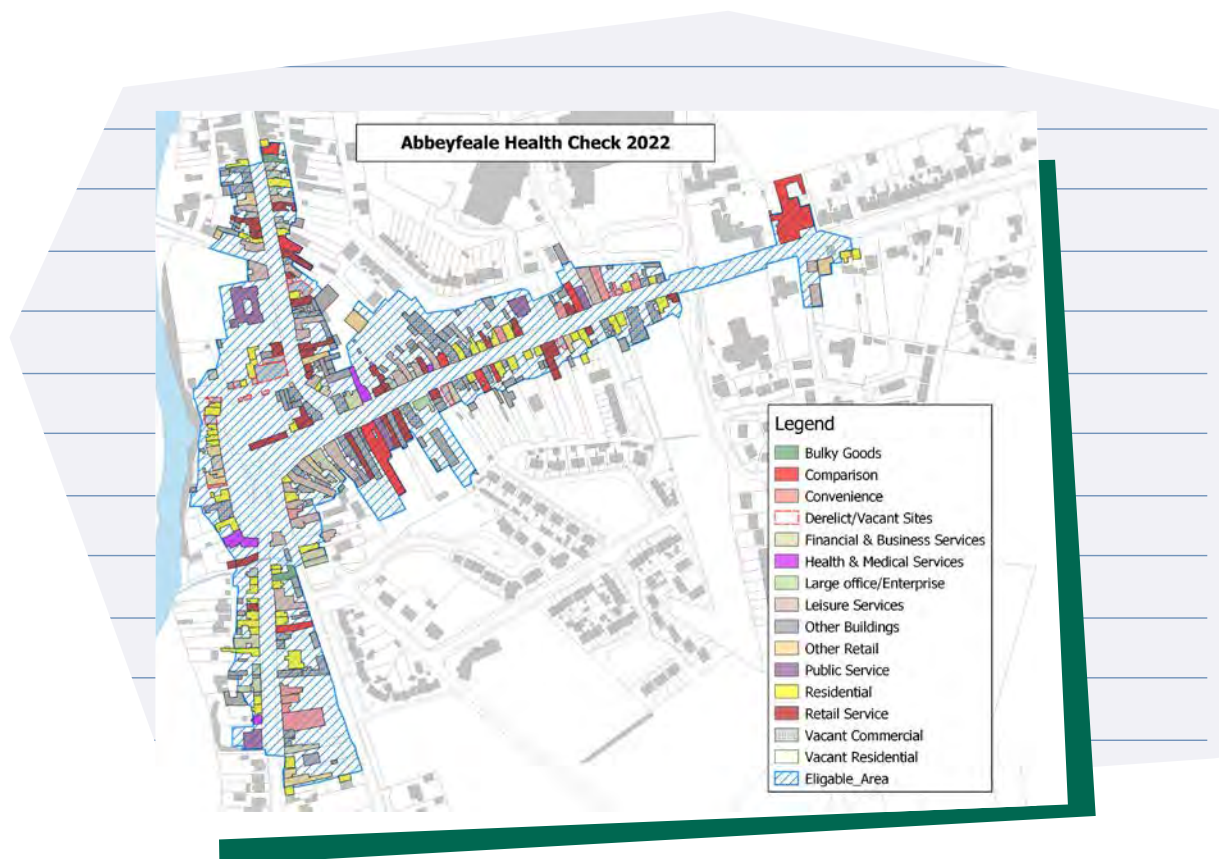 Abbeyfeale Health Check 2022
Legend
Bulky Goods
Comparison
Convenience
Derelict/Vacant Sites
Financial & Business Services
Health & Medical Services
Large office/Enterprise
Leisure Services
Other Buildings
Other Retail
Public Service
Residential
Retail Service
Vacant Commercial
Vacant Residential
Eligable_Area